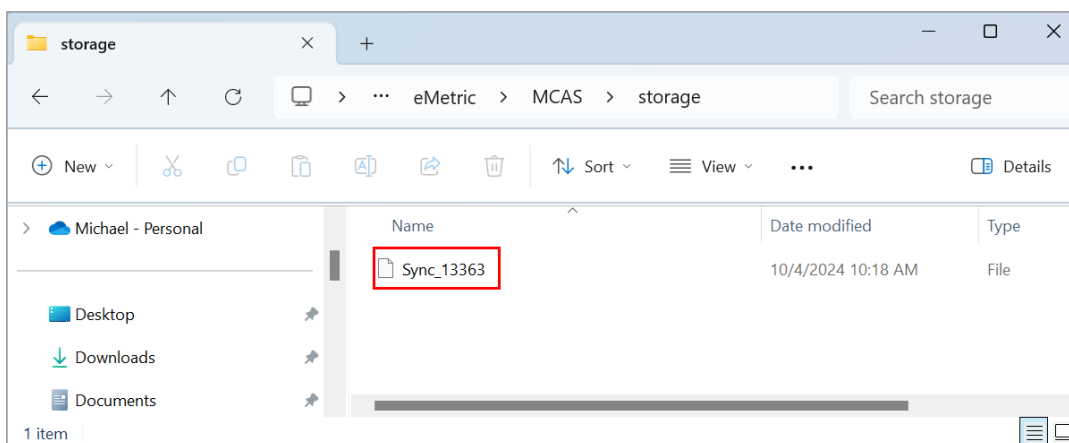 storage
eMetric > MCAS > storage
Search storage
New
Sort
View
Details
Michael - Personal
Name
Date modified
Type
Sync_13363
10/4/2024 10:18 AM
File
Desktop
Downloads
Documents
1 item